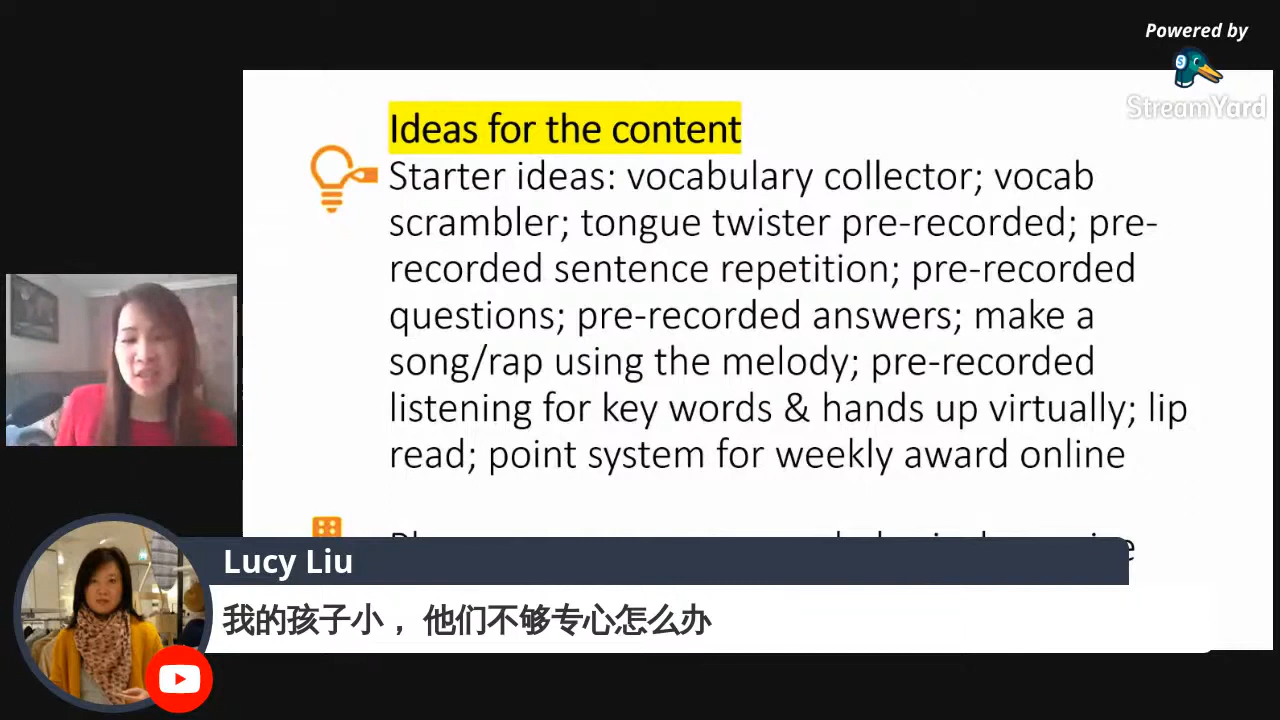 Powered by
StreamYard
Ideas for the content
Starter ideas: vocabulary collector; vocab
scrambler; tongue twister pre-recorded; pre-
recorded sentence repetition; pre-recorded
questions; pre-recorded answers; make a
song/rap using the melody; pre-recorded
listening for key words & hands up virtually; lip
read; point system for weekly award online
Lucy Liu
我的孩子小， 他们不够专心怎么办